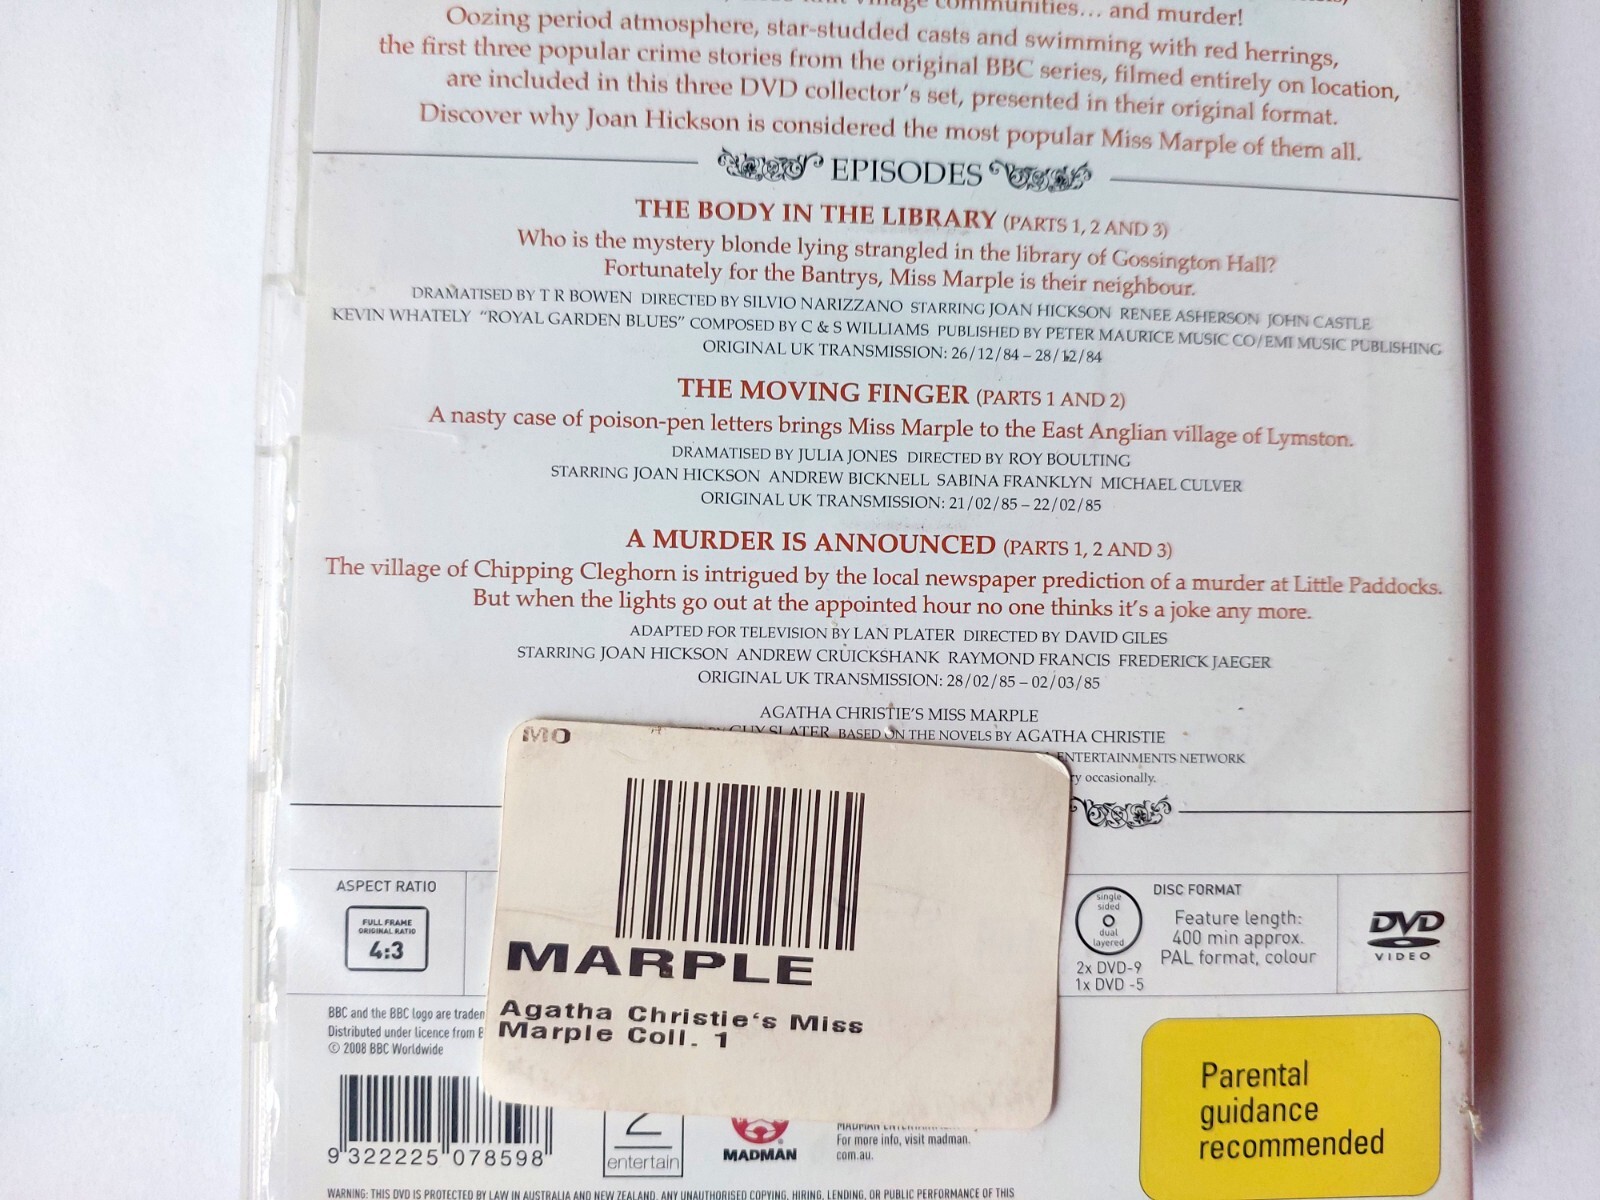 village communities... and murder!
Oozing period atmosphere, star-studded casts and swimming with red herrings,
the first three popular crime stories from the original BBC series, filmed entirely on location,
are included in this three DVD collector's set, presented in their original format.
Discover why Joan Hickson is considered the most popular Miss Marple of them all.
EPISODES
THE BODY IN THE LIBRARY (PARTS 1, 2 AND 3)
Who is the mystery blonde lying strangled in the library of Gossington Hall?
Fortunately for the Bantrys, Miss Marple is their neighbour.
DRAMATISED BY T R BOWEN DIRECTED BY SILVIO NARIZZANO STARRING JOAN HICKSON RENEE ASHERSON JOHN CASTLE
KEVIN WHATELY "ROYAL GARDEN BLUES" COMPOSED BY C & S WILLIAMS PUBLISHED BY PETER MAURICE MUSIC CO/EMI MUSIC PUBLISHING
ORIGINAL UK TRANSMISSION: 26/12/84 – 28/12/84
THE MOVING FINGER (PARTS 1 AND 2)
A nasty case of poison-pen letters brings Miss Marple to the East Anglian village of Lymston.
DRAMATISED BY JULIA JONES DIRECTED BY ROY BOULTING
STARRING JOAN HICKSON ANDREW BICKNELL SABINA FRANKLYN MICHAEL CULVER
ORIGINAL UK TRANSMISSION: 21/02/85 – 22/02/85
A MURDER IS ANNOUNCED (PARTS 1, 2 AND 3)
The village of Chipping Cleghorn is intrigued by the local newspaper prediction of a murder at Little Paddocks.
But when the lights go out at the appointed hour no one thinks it's a joke any more.
ADAPTED FOR TELEVISION BY LAN PLATER DIRECTED BY DAVID GILES
STARRING JOAN HICKSON ANDREW CRUICKSHANK RAYMOND FRANCIS FREDERICK JAEGER
ORIGINAL UK TRANSMISSION: 28/02/85 – 02/03/85
AGATHA CHRISTIE'S MISS MARPLE
GUY SLATER BASED ON THE NOVELS BY AGATHA CHRISTIE
ENTERTAINMENTS NETWORK
ry occasionally.
MO
MARPLE
Agatha Christie's Miss
Marple Coll. 1
ASPECT RATIO
FULL FRAME
ORIGINAL RATIO
4:3
single
sided
dual
layered
2x DVD-9
1x DVD -5
DISC FORMAT
Feature length:
400 min approx.
PAL format, colour
DVD
VIDEO
BBC and the BBC logo are traden
Distributed under licence from B
© 2008 BBC Worldwide
9 322225 078598
2
entertain
MADMAN
MADMAN
For more info, visit madman.
com.au.
Parental
guidance
recommended
WARNING: THIS DVD IS PROTECTED BY LAW IN AUSTRALIA AND NEW ZEALAND. ANY UNAUTHORISED COPYING, HIRING, LENDING, OR PUBLIC PERFORMANCE OF THIS